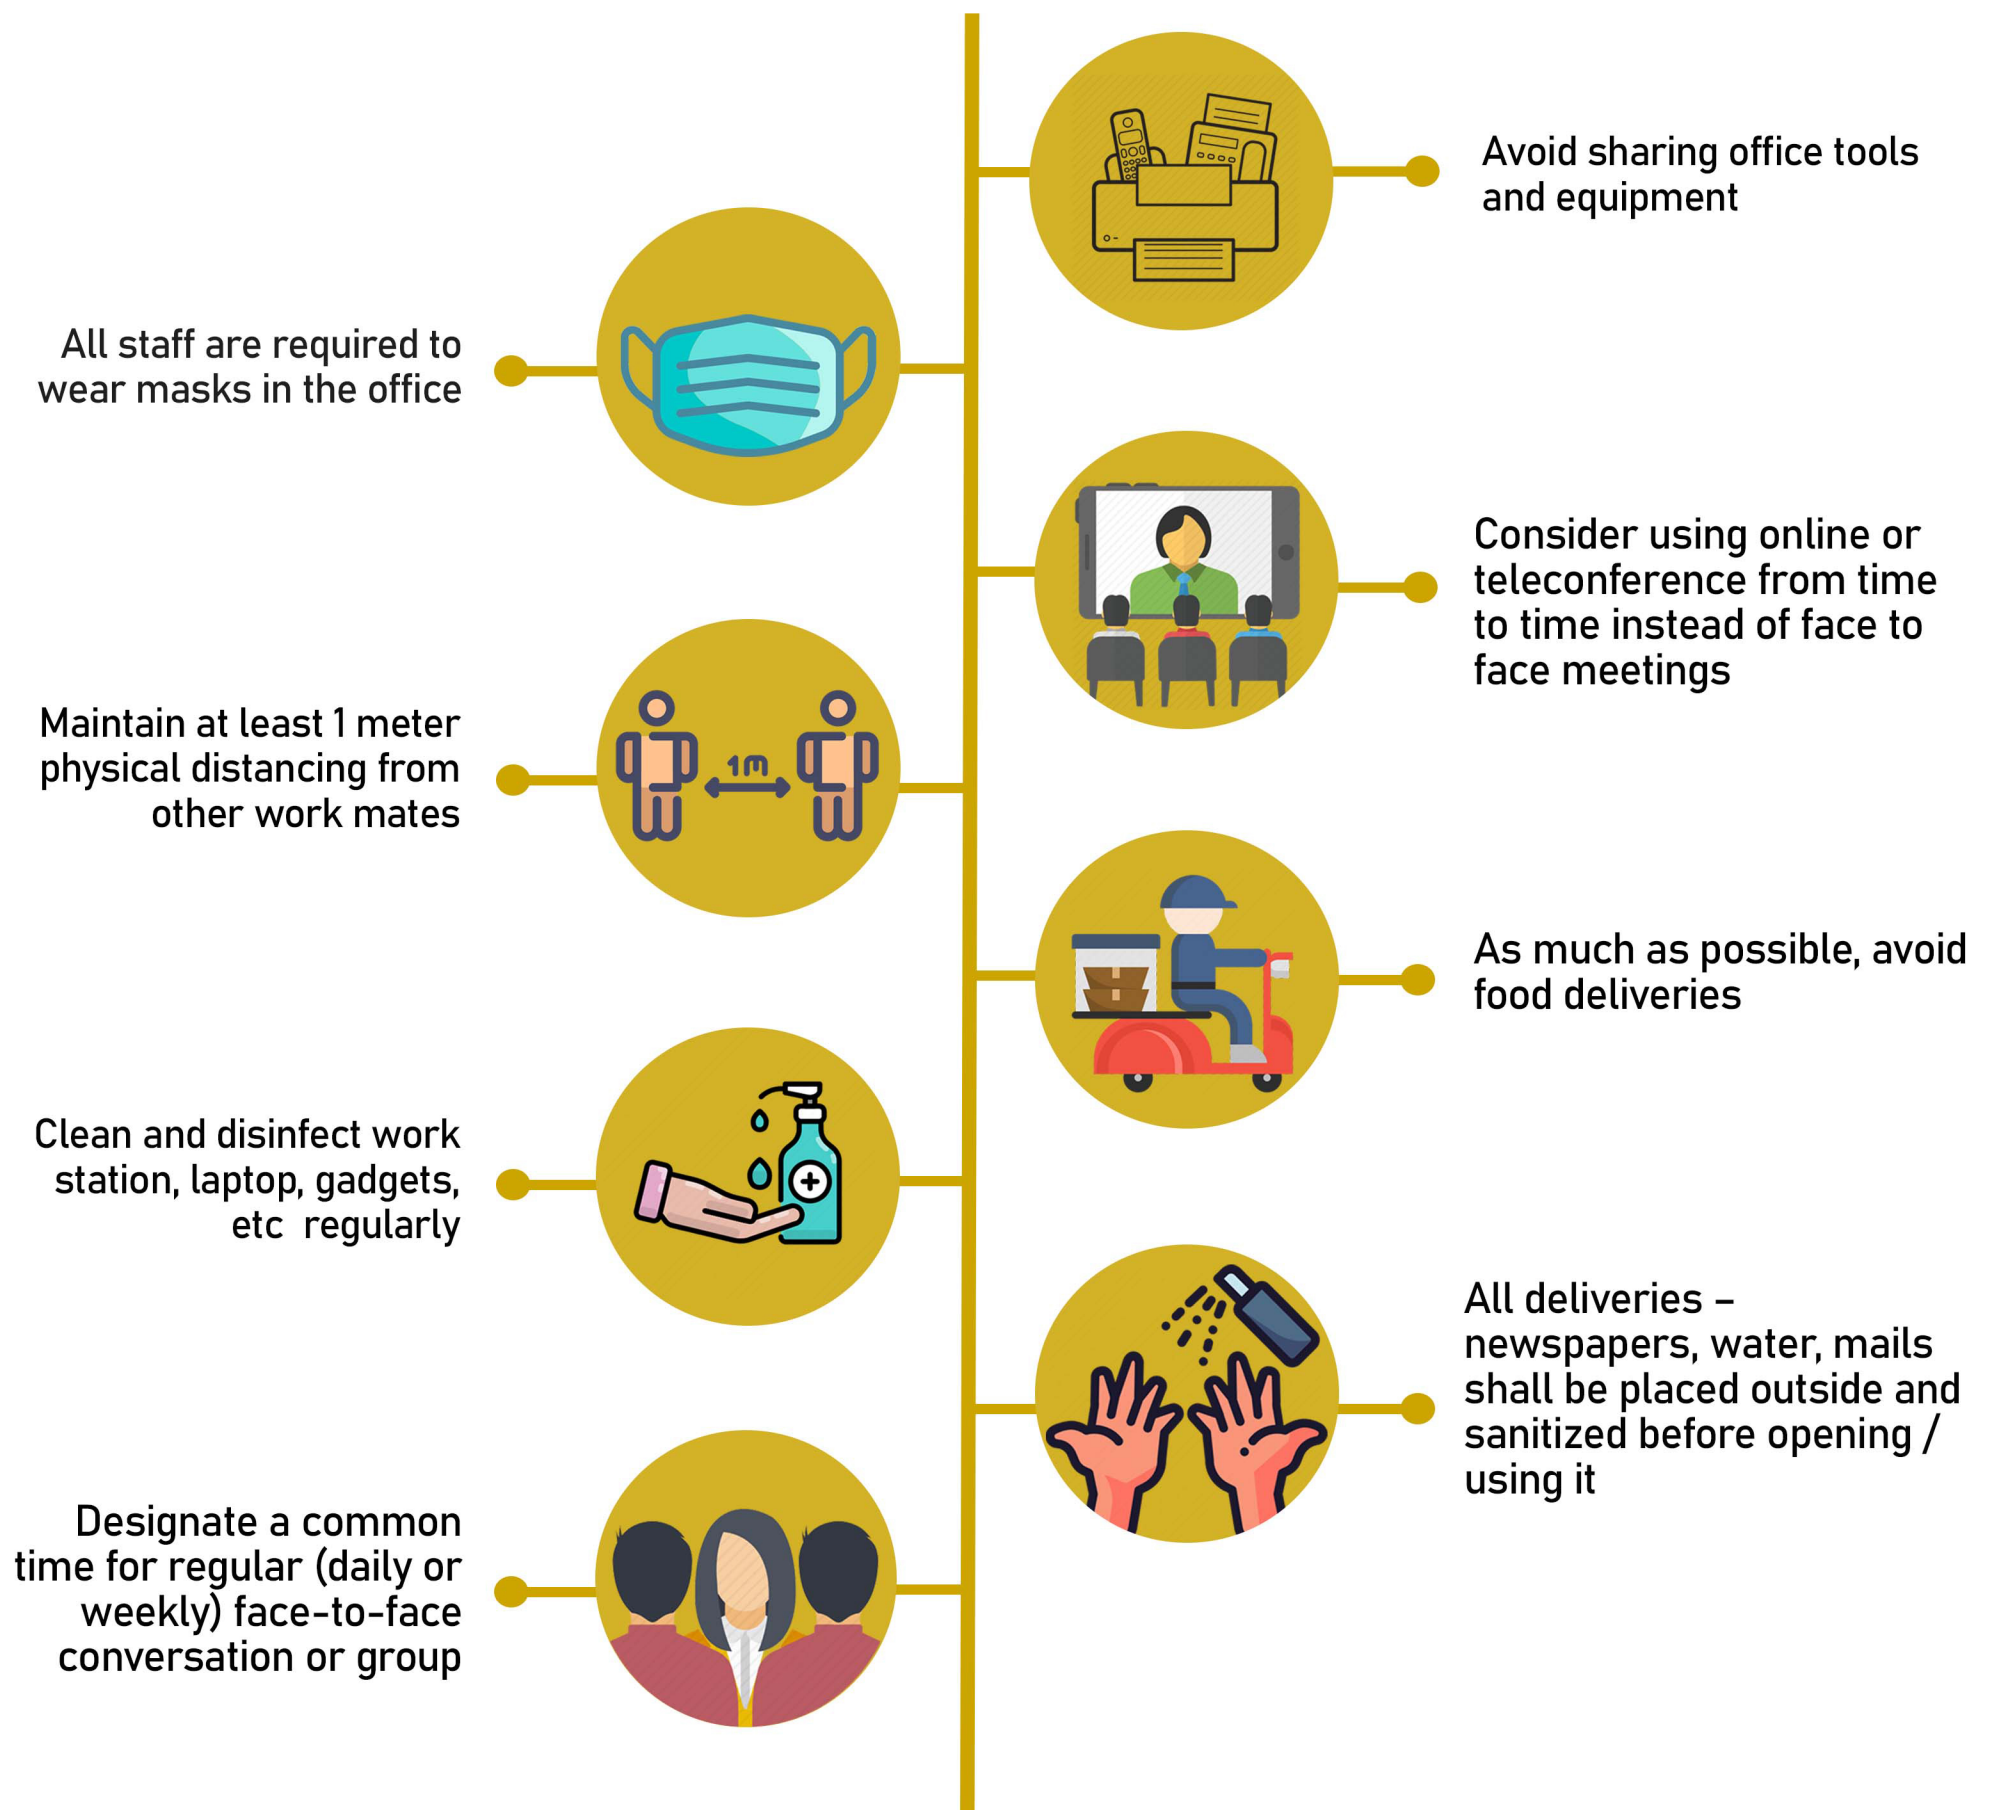 Avoid sharing office tools
and equipment
All staff are required to
wear masks in the office
Consider using online or
teleconference from time
to time instead of face to
face meetings
Maintain at least 1 meter
physical distancing from
other work mates
1m
As much as possible, avoid
food deliveries
Clean and disinfect work
station, laptop, gadgets,
etc  regularly
All deliveries –
newspapers, water, mails
shall be placed outside and
sanitized before opening /
using it
Designate a common
time for regular (daily or
weekly) face-to-face
conversation or group